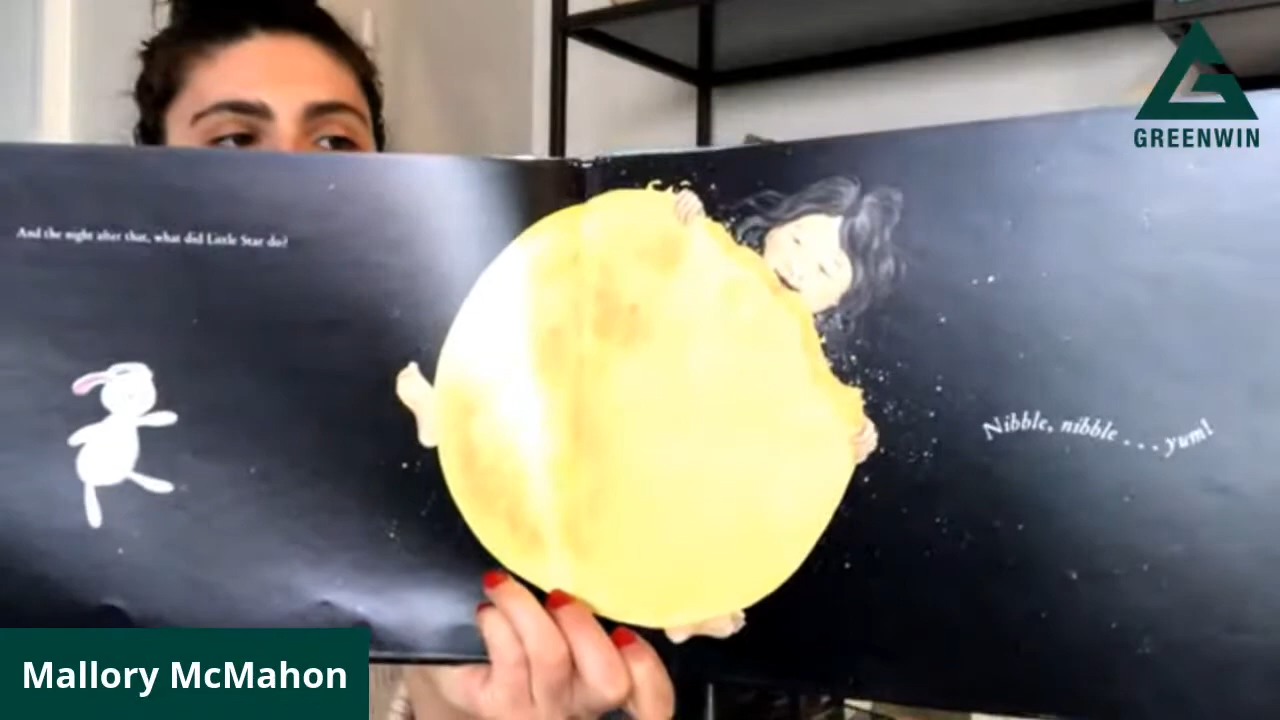 GREENWIN
And the night after that, what did Little Star do?
Nibble, nibble . . . yum!
Mallory McMahon